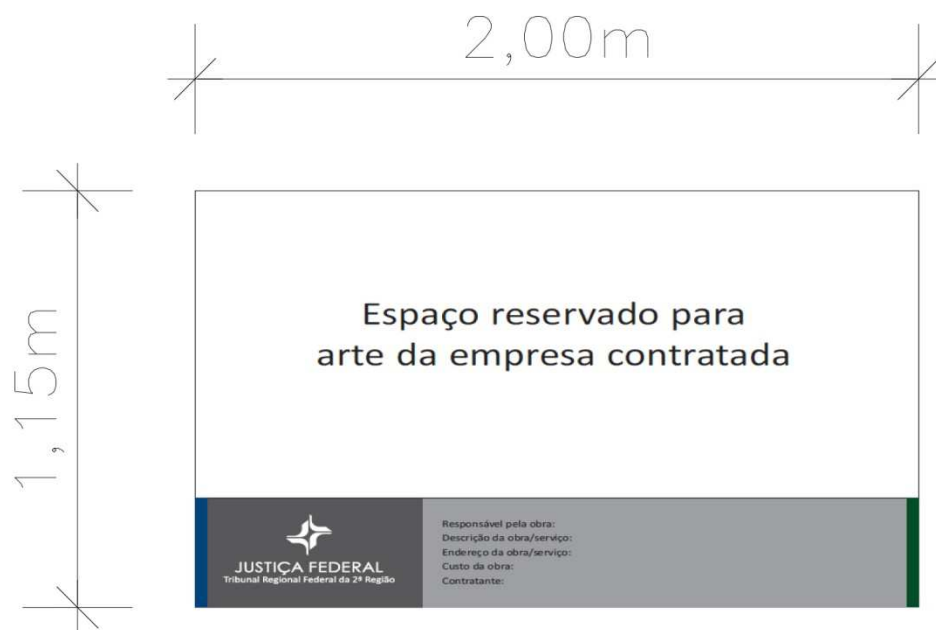 2,00m
1,15m
Espaço reservado para
arte da empresa contratada
JUSTIÇA FEDERAL
Tribunal Regional Federal da 2ª Região
Responsável pela obra:
Descrição da obra/serviço:
Endereço da obra/serviço:
Custo da obra:
Contratante: